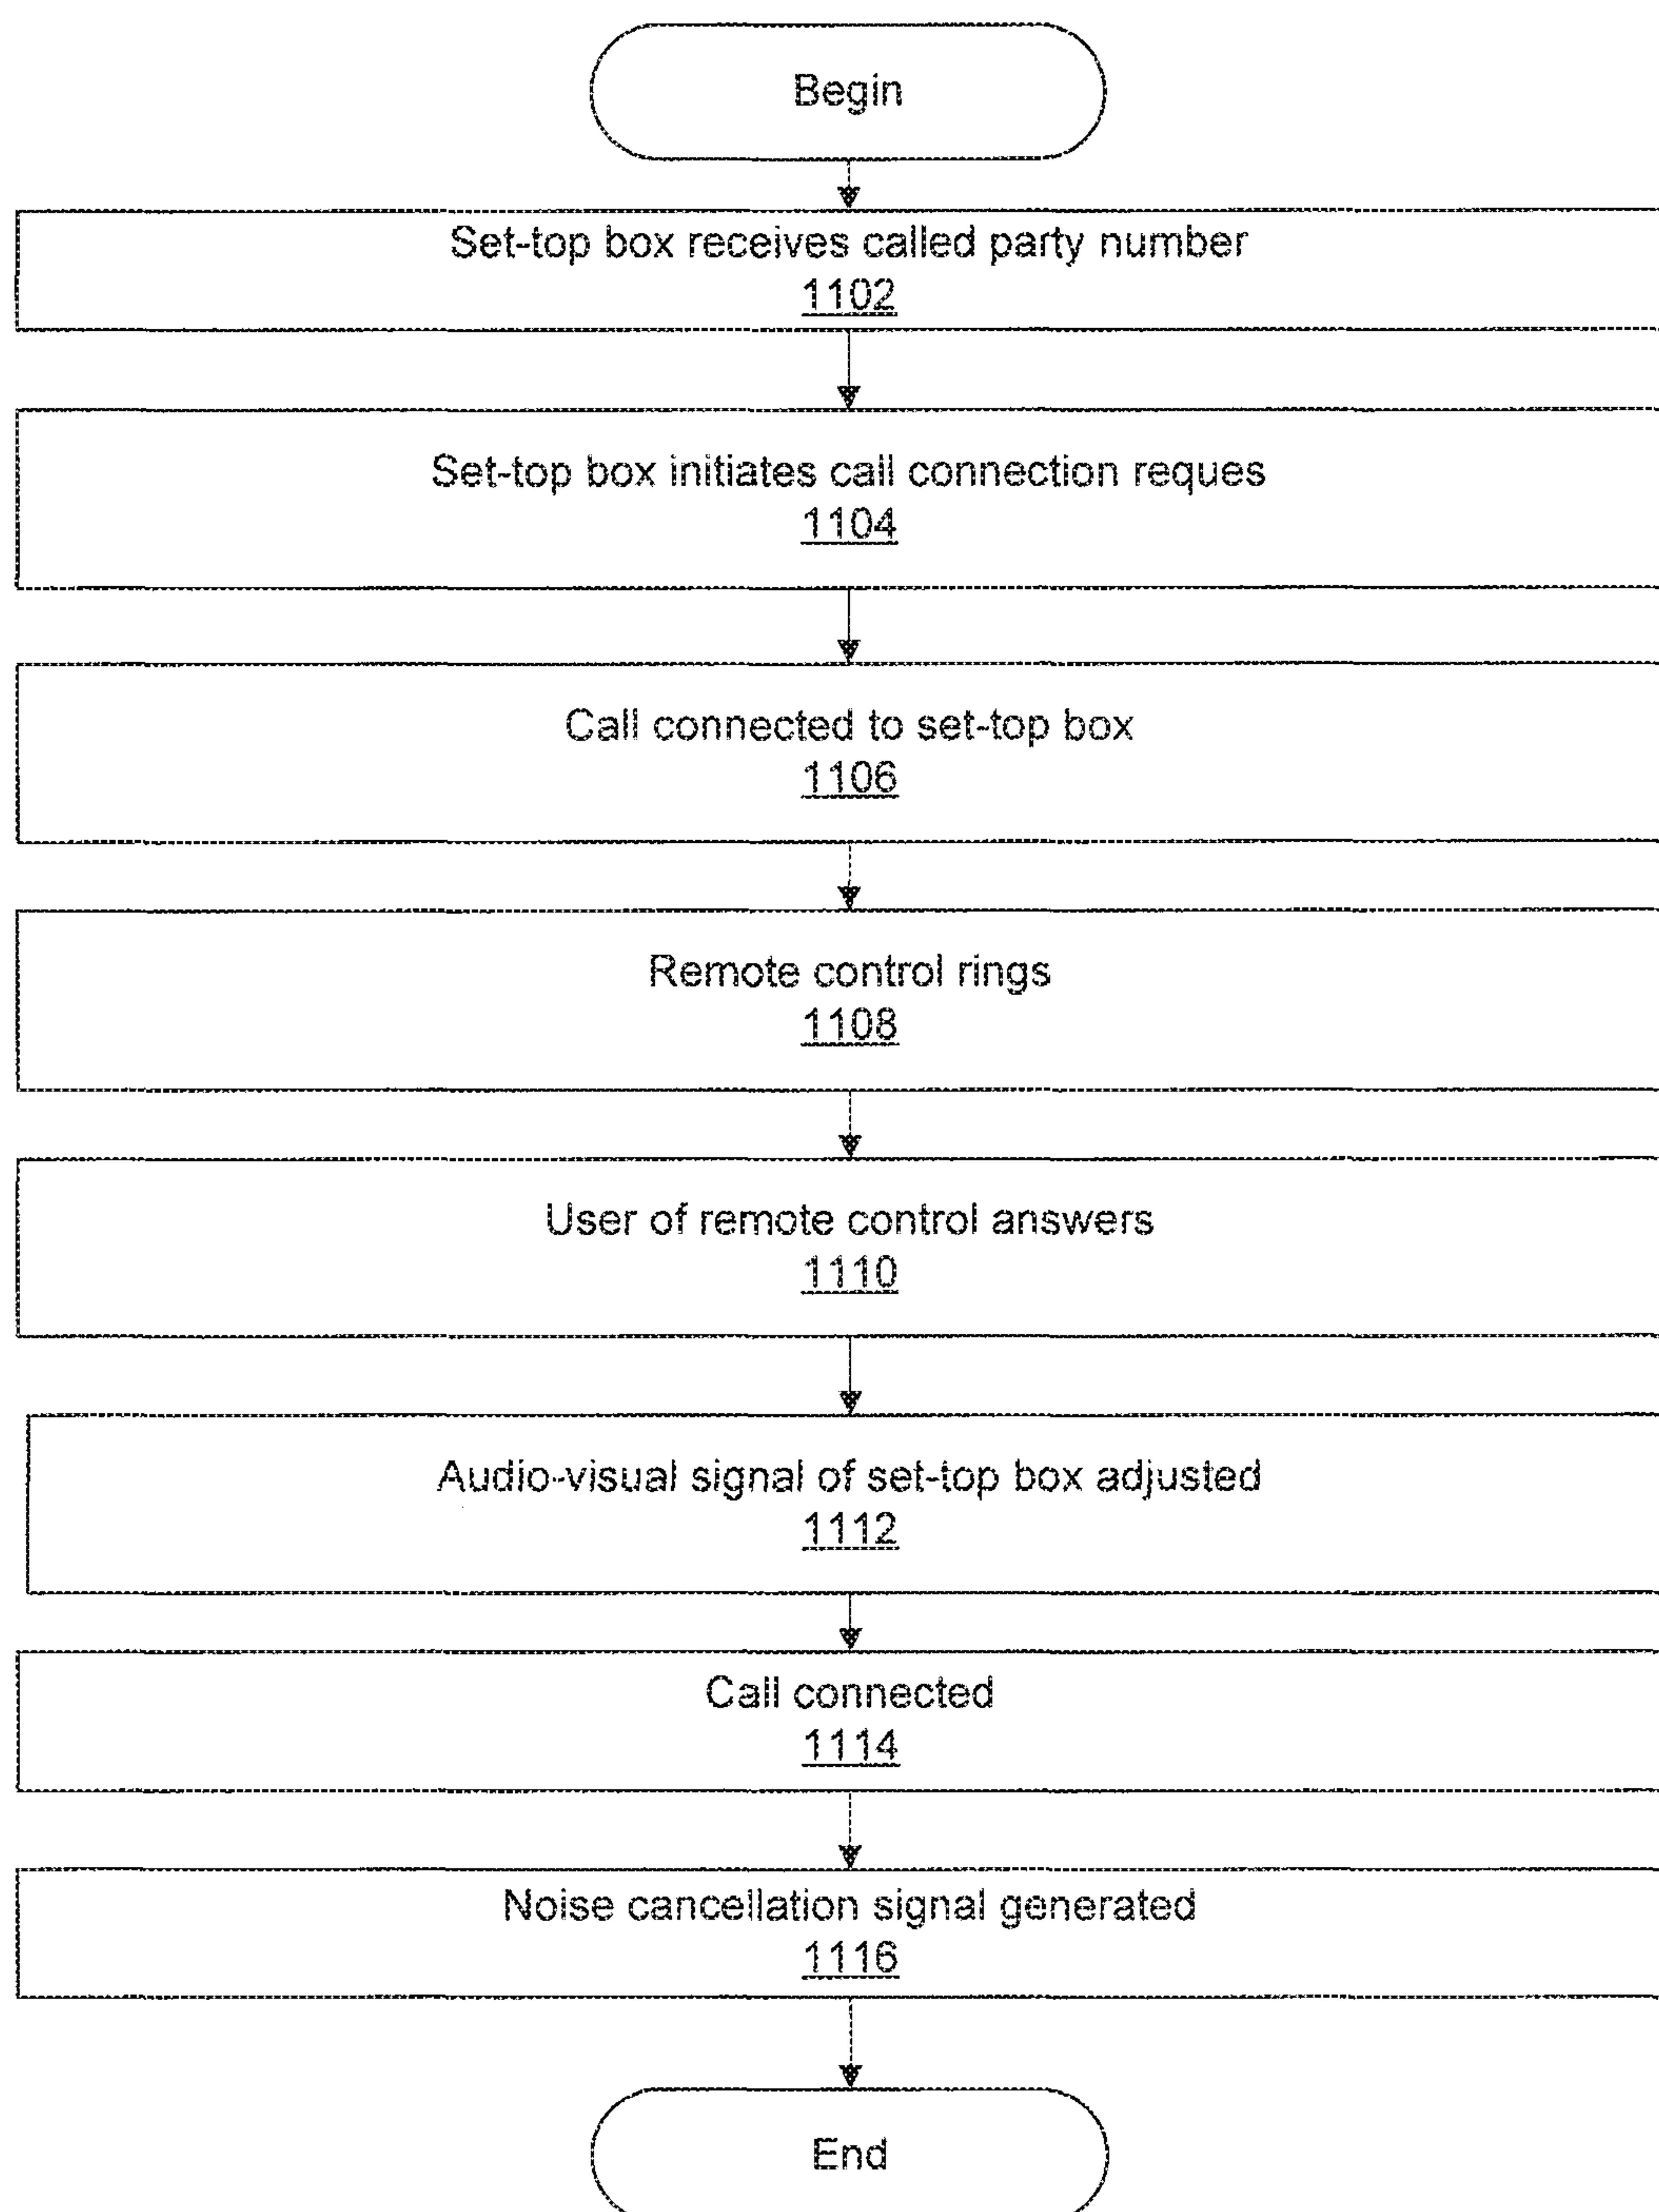 Begin
Set-top box receives called party number
1102
Set-top box initiates call connection reques
1104
Call connected to set-top box
1106
Remote control rings
1108
User of remote control answers
1110
Audio-visual signal of set-top box adjusted
1112
Call connected
1114
Noise cancellation signal generated
1116
End